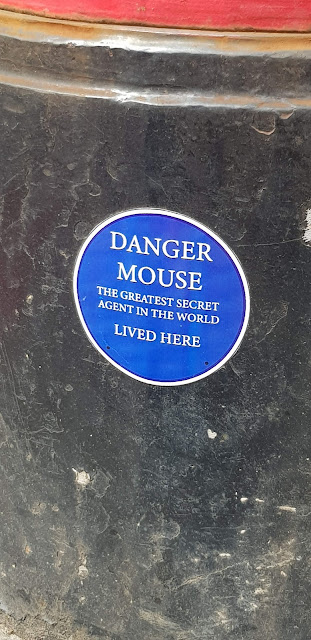 DANGER
MOUSE
THE GREATEST SECRET
AGENT IN THE WORLD
LIVED HERE